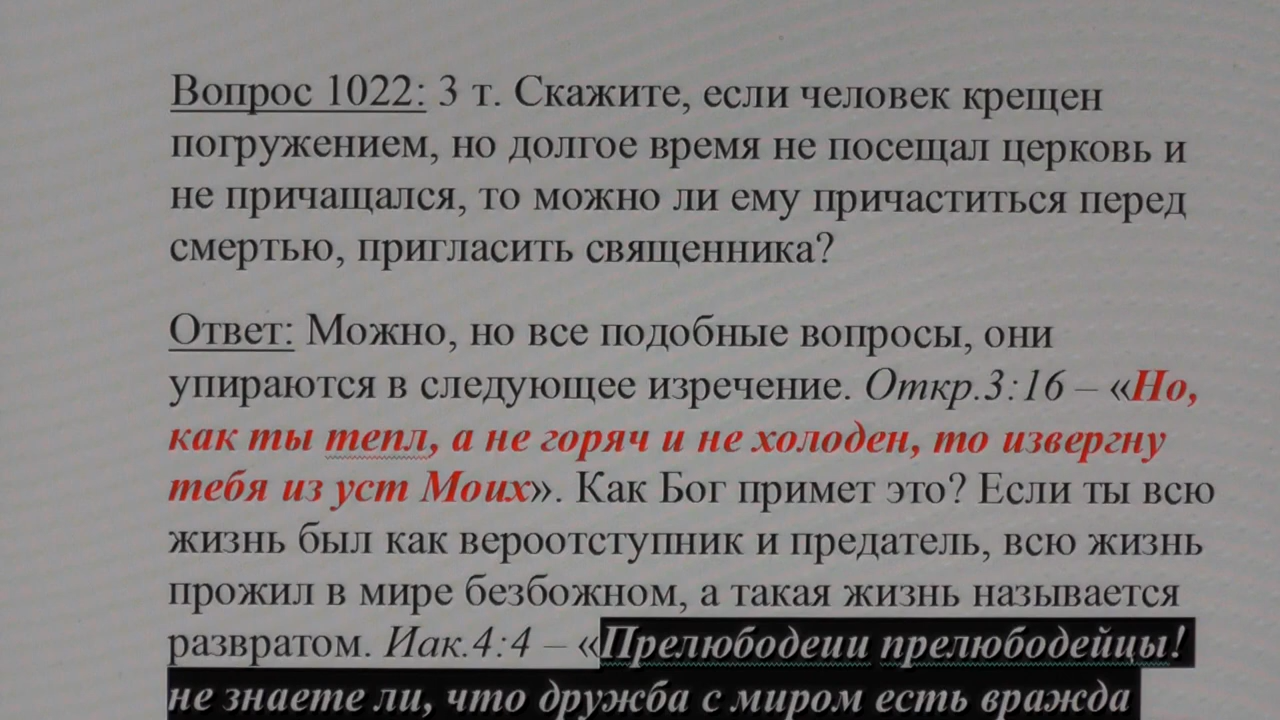 Вопрос 1022: 3 т. Скажите, если человек крещен
погружением, но долгое время не посещал церковь и
не причащался, то можно ли ему причаститься перед
смертью, пригласить священника?
Ответ: Можно, но все подобные вопросы, они
упираются в следующее изречение. Откр.3:16 – «Но,
как ты тепл, а не горяч и не холоден, то извергну
тебя из уст Моих». Как Бог примет это? Если ты всю
жизнь был как вероотступник и предатель, всю жизнь
прожил в мире безбожном, а такая жизнь называется
развратом. Иак.4:4 – «Прелюбодеии прелюбодейцы!
не знаете ли, что дружба с миром есть вражда